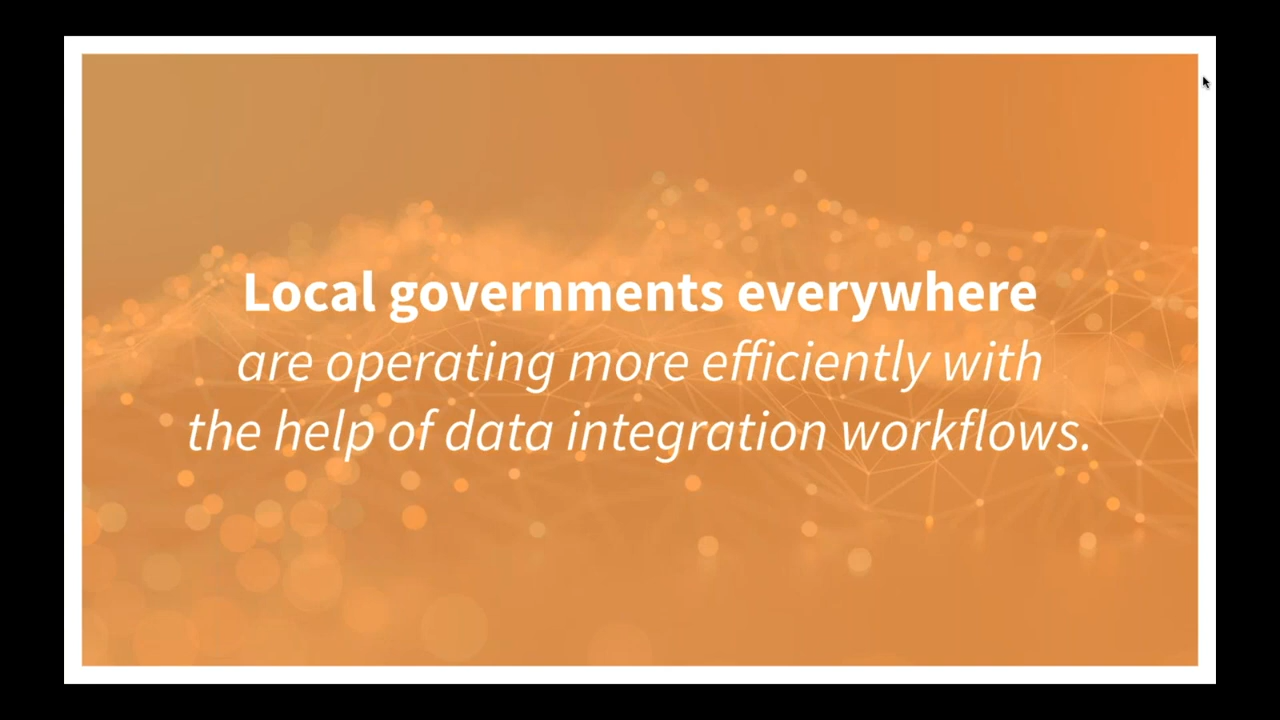 Local governments everywhere
are operating more efficiently with
the help of data integration workflows.